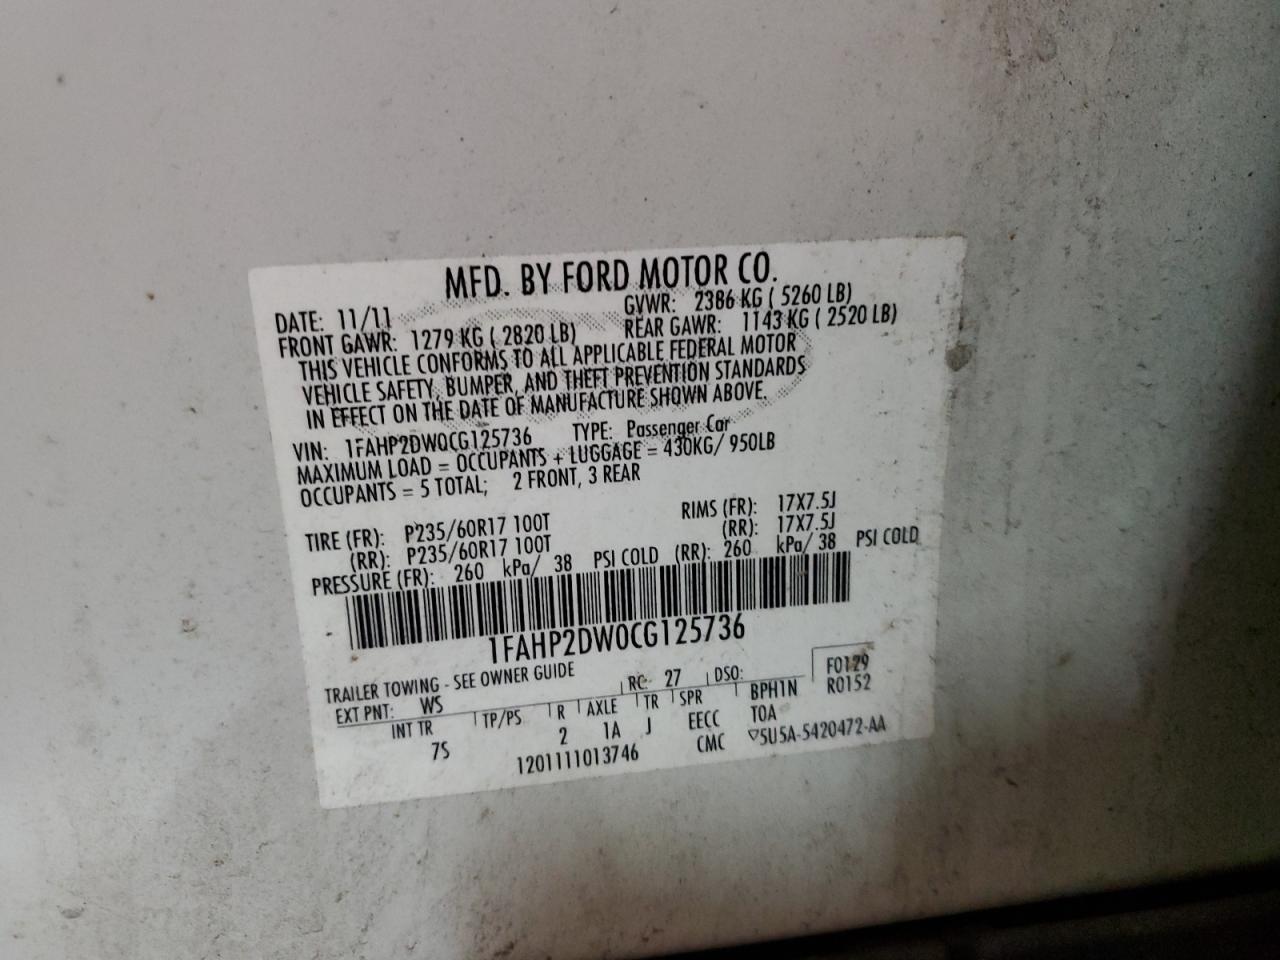 MFD. BY FORD MOTOR CO.
DATE: 11/11 GVWR: 2386 KG ( 5260 LB)
FRONT GAWR: 1279 KG ( 2820 LB) REAR GAWR: 1143 KG ( 2520 LB)
THIS VEHICLE CONFORMS TO ALL APPLICABLE FEDERAL MOTOR
VEHICLE SAFETY, BUMPER, AND THEFT PREVENTION STANDARDS
IN EFFECT ON THE DATE OF MANUFACTURE SHOWN ABOVE.
VIN: 1FAHP2DW0CG125736 TYPE: Passenger Car
MAXIMUM LOAD = OCCUPANTS + LUGGAGE = 430KG/ 950LB
OCCUPANTS = 5 TOTAL; 2 FRONT, 3 REAR
TIRE (FR): P235/60R17 100T RIMS (FR): 17X7.5J
(RR): P235/60R17 100T (RR): 17X7.5J
PRESSURE (FR): 260 kPa/ 38 PSI COLD (RR): 260 kPa/ 38 PSI COLD
1FAHP2DW0CG125736
TRAILER TOWING - SEE OWNER GUIDE F0129
EXT PNT: WS RC: 27 DSO: R0152
INT TR TP/PS R AXLE TR SPR BPH1N
7S 2 1A J EECC TOA
1201111013746 CMC ▽5U5A-5420472-AA